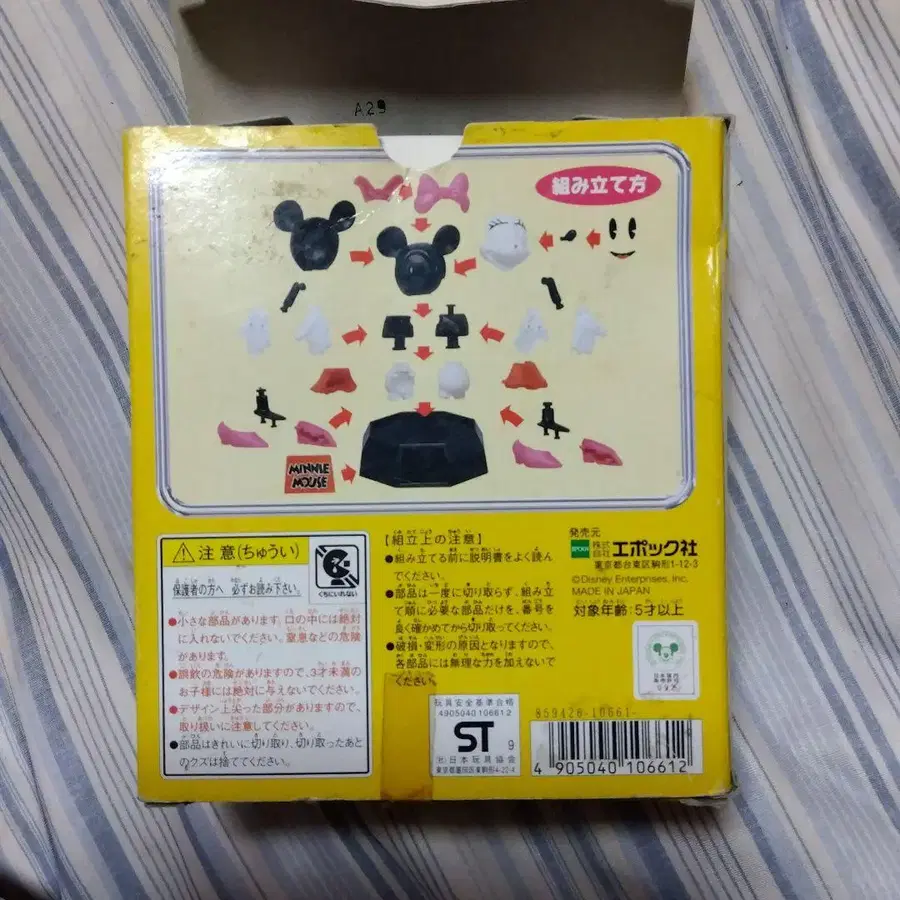 A29
組み立て方
MINNIE
MOUSE
⚠注意(ちゅうい)
保護者の方へ 必ずお読み下さい。
くちにいれない
●小さな部品があります。口の中には絶対
に入れないでください。窒息などの危険
があります。
●誤飲の危険がありますので、3才未満の
お子様には絶対に与えないでください。
●デザイン上尖った部分がありますので、
取り扱いに注意してください。
●部品はきれいに切り取り、切り取ったあと
のクズは捨ててください。
【組立上の注意】
●組み立てる前に説明書をよく読ん
でください。
●部品は一度に切り取らず、組み立
て順に必要な部品だけを、番号を
良く確かめてから切り取ってください。
●破損・変形の原因となりますので、
各部品には無理な力を加えないで
ください。
発売元
EPOCH 株式会社 エポック社
東京都台東区駒形1-12-3
©Disney Enterprises, Inc.
MADE IN JAPAN
対象年齢:5才以上
玩具安全基準合格
4905040106612
ST 9
(社)日本玩具協会
東京都墨田区東駒形4-22-4
859428-10661-
4 905040 106612